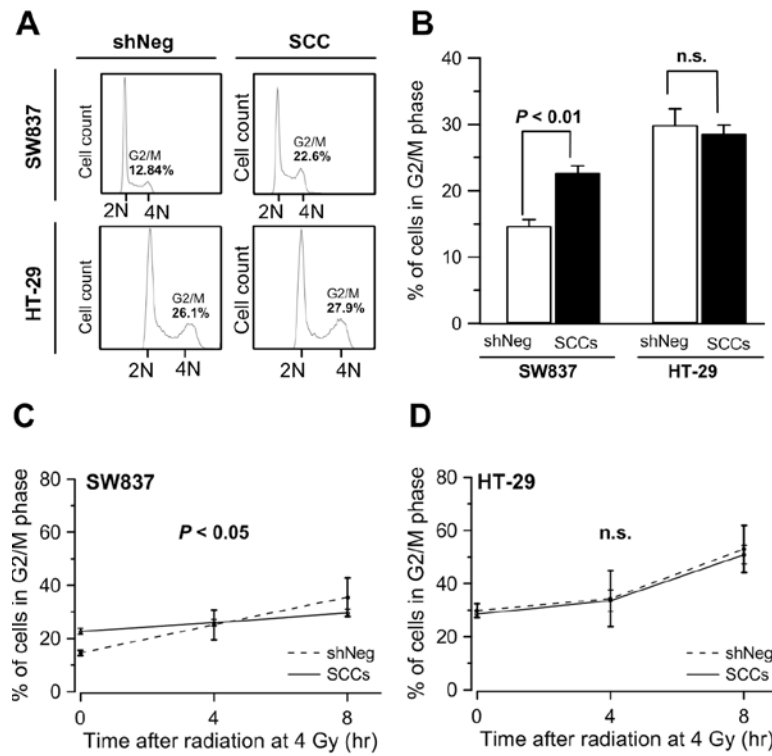 A
shNeg
SCC
SW837
Cell count
G2/M
12.84%
2N
4N
Cell count
G2/M
22.6%
2N
4N
HT-29
Cell count
G2/M
26.1%
2N
4N
Cell count
G2/M
27.9%
2N
4N
B
% of cells in G2/M phase
40
30
20
10
0
P < 0.01
n.s.
shNeg
SCCs
shNeg
SCCs
SW837
HT-29
C
SW837
% of cells in G2/M phase
80
60
40
20
0
P < 0.05
shNeg
SCCs
0
4
8
Time after radiation at 4 Gy (hr)
D
HT-29
% of cells in G2/M phase
80
60
40
20
0
n.s.
shNeg
SCCs
0
4
8
Time after radiation at 4 Gy (hr)